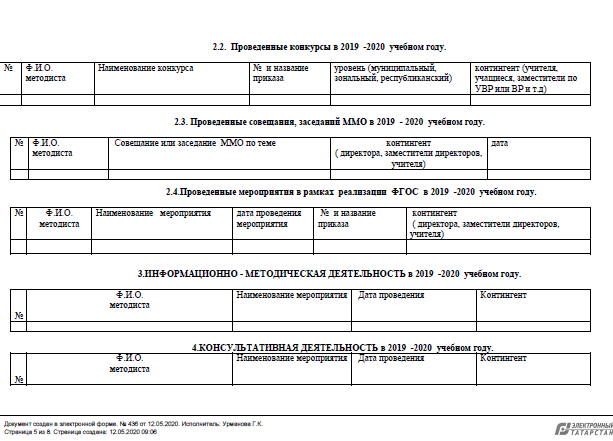 2.2. Проведенные конкурсы в 2019 -2020 учебном году.
№ Ф.И.О. методиста Наименование конкурса № и название приказа уровень (муниципальный, зональный, республиканский) контингент (учителя, учащиеся, заместители по УВР или ВР и т.д)
2.3. Проведенные совещания, заседаний ММО в 2019 - 2020 учебном году.
№ Ф.И.О. методиста Совещание или заседание ММО по теме контингент ( директора, заместители директоров, учителя) дата
2.4.Проведенные мероприятия в рамках реализации ФГОС в 2019 -2020 учебном году.
№ Ф.И.О. методиста Наименование мероприятия дата проведения мероприятия № и название приказа контингент ( директора, заместители директоров, учителя)
3.ИНФОРМАЦИОННО - МЕТОДИЧЕСКАЯ ДЕЯТЕЛЬНОСТЬ в 2019 -2020 учебном году.
№ Ф.И.О. методиста Наименование мероприятия Дата проведения Контингент
4.КОНСУЛЬТАТИВНАЯ ДЕЯТЕЛЬНОСТЬ в 2019 -2020 учебном году.
№ Ф.И.О. методиста Наименование мероприятия Дата проведения Контингент
Документ создан в электронной форме. № 436 от 12.05.2020. Исполнитель: Урманова Г.К.
Страница 5 из 8. Страница создана: 12.05.2020 09:06
ЭЛЕКТРОННЫЙ
ТАТАРСТАН